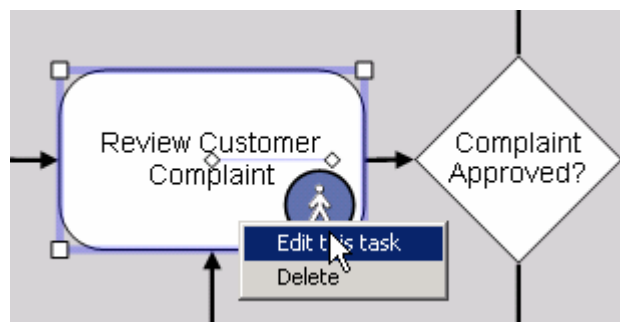 Review Customer
Complaint
Complaint
Approved?
Edit this task
Delete